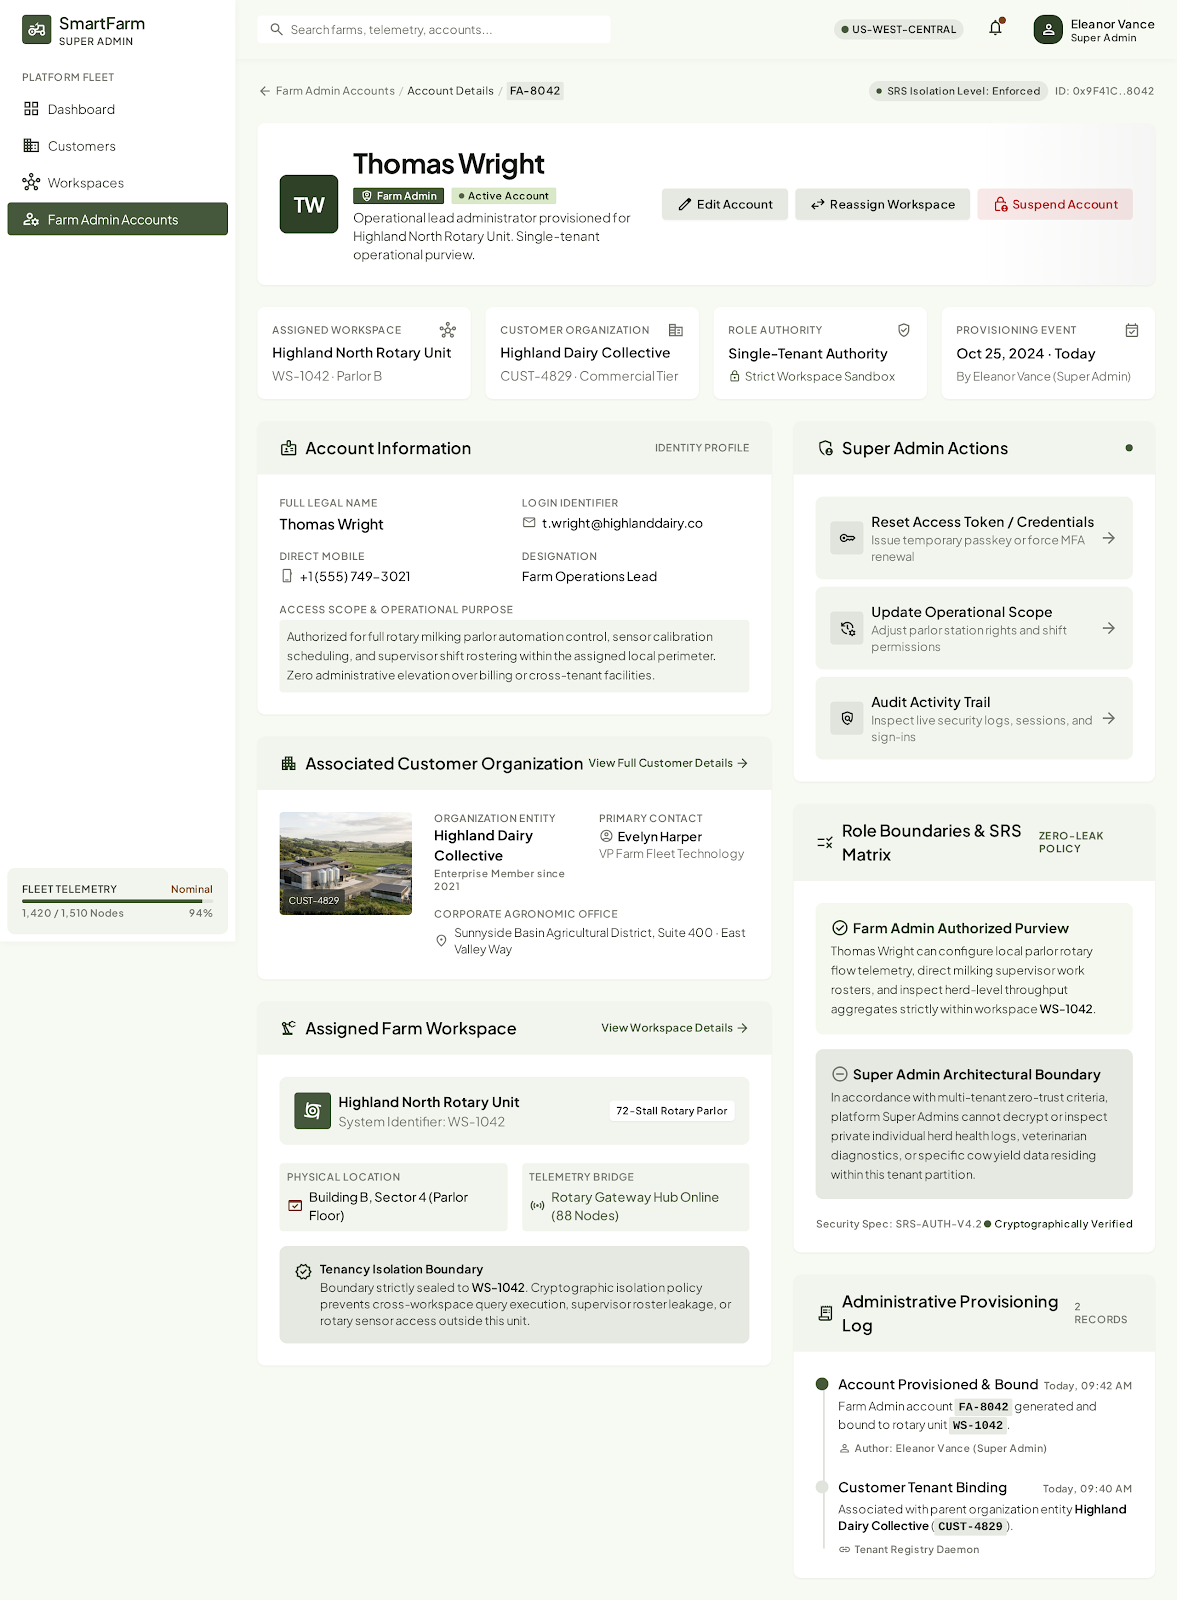 SmartFarm
SUPER ADMIN
Search farms, telemetry, accounts...
US-WEST-CENTRAL
Eleanor Vance
Super Admin
PLATFORM FLEET
Dashboard
Customers
Workspaces
Farm Admin Accounts
FLEET TELEMETRY Nominal
1,420 / 1,510 Nodes 94%
Farm Admin Accounts / Account Details / FA-8042
SRS Isolation Level: Enforced ID: 0x9F41C..8042
TW
Thomas Wright
Farm Admin Active Account
Operational lead administrator provisioned for
Highland North Rotary Unit. Single-tenant
operational purview.
Edit Account
Reassign Workspace
Suspend Account
ASSIGNED WORKSPACE
Highland North Rotary Unit
WS-1042 · Parlor B
CUSTOMER ORGANIZATION
Highland Dairy Collective
CUST-4829 · Commercial Tier
ROLE AUTHORITY
Single-Tenant Authority
Strict Workspace Sandbox
PROVISIONING EVENT
Oct 25, 2024 · Today
By Eleanor Vance (Super Admin)
Account Information IDENTITY PROFILE
FULL LEGAL NAME
Thomas Wright
LOGIN IDENTIFIER
t.wright@highlanddairy.co
DIRECT MOBILE
+1 (555) 749-3021
DESIGNATION
Farm Operations Lead
ACCESS SCOPE & OPERATIONAL PURPOSE
Authorized for full rotary milking parlor automation control, sensor calibration
scheduling, and supervisor shift rostering within the assigned local perimeter.
Zero administrative elevation over billing or cross-tenant facilities.
Associated Customer Organization View Full Customer Details
CUST-4829
ORGANIZATION ENTITY
Highland Dairy
Collective
Enterprise Member since
2021
PRIMARY CONTACT
Evelyn Harper
VP Farm Fleet Technology
CORPORATE AGRONOMIC OFFICE
Sunnyside Basin Agricultural District, Suite 400 · East
Valley Way
Assigned Farm Workspace View Workspace Details
Highland North Rotary Unit
System Identifier: WS-1042
72-Stall Rotary Parlor
PHYSICAL LOCATION
Building B, Sector 4 (Parlor
Floor)
TELEMETRY BRIDGE
Rotary Gateway Hub Online
(88 Nodes)
Tenancy Isolation Boundary
Boundary strictly sealed to WS-1042. Cryptographic isolation policy
prevents cross-workspace query execution, supervisor roster leakage, or
rotary sensor access outside this unit.
Super Admin Actions
Reset Access Token / Credentials
Issue temporary passkey or force MFA
renewal
Update Operational Scope
Adjust parlor station rights and shift
permissions
Audit Activity Trail
Inspect live security logs, sessions, and
sign-ins
Role Boundaries & SRS
Matrix
ZERO-LEAK
POLICY
Farm Admin Authorized Purview
Thomas Wright can configure local parlor rotary
flow telemetry, direct milking supervisor work
rosters, and inspect herd-level throughput
aggregates strictly within workspace WS-1042.
Super Admin Architectural Boundary
In accordance with multi-tenant zero-trust criteria,
platform Super Admins cannot decrypt or inspect
private individual herd health logs, veterinarian
diagnostics, or specific cow yield data residing
within this tenant partition.
Security Spec: SRS-AUTH-V4.2 Cryptographically Verified
Administrative Provisioning
Log
2
RECORDS
Account Provisioned & Bound Today, 09:42 AM
Farm Admin account FA-8042 generated and
bound to rotary unit WS-1042 .
Author: Eleanor Vance (Super Admin)
Customer Tenant Binding Today, 09:40 AM
Associated with parent organization entity Highland
Dairy Collective ( CUST-4829 ).
Tenant Registry Daemon